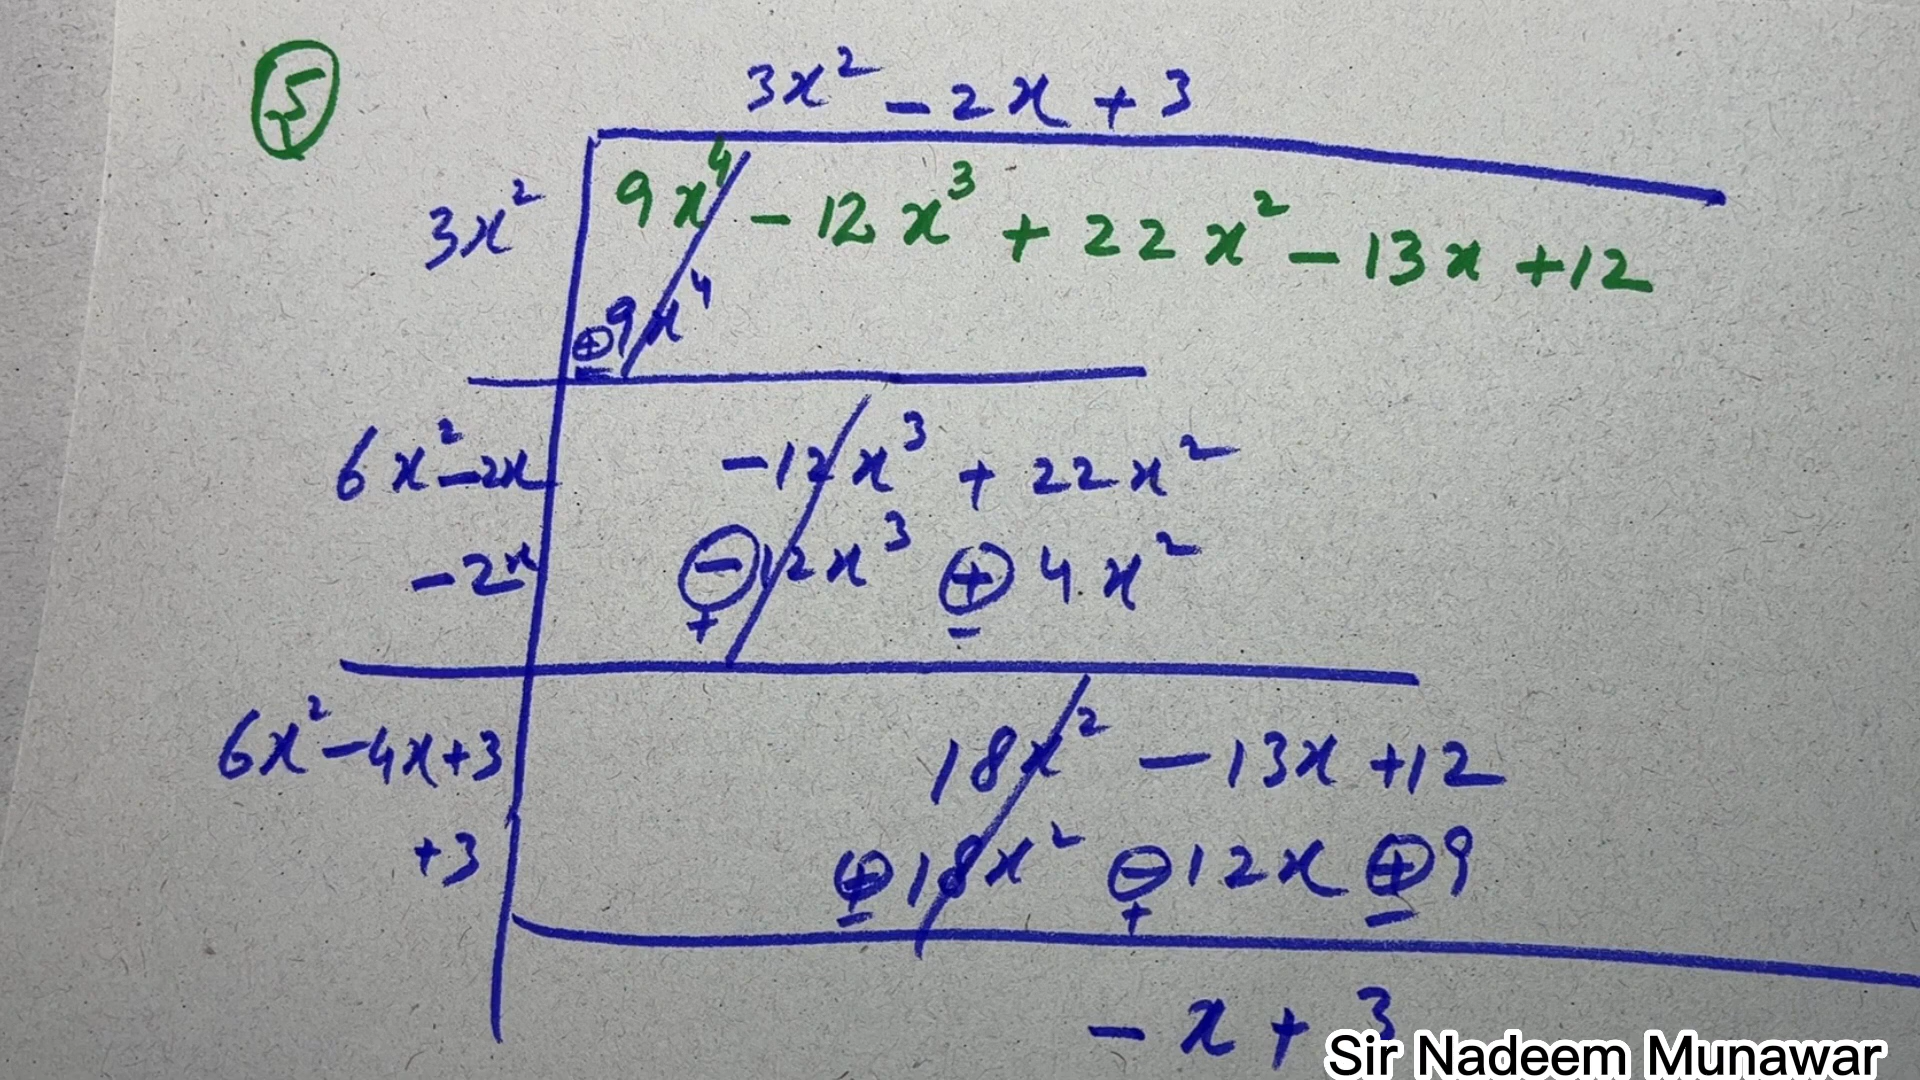 5
3x² - 2x + 3
3x² 9x⁴ - 12x³ + 22x² - 13x + 12
⊕9x⁴
-
6x² - 2x -12x³ + 22x²
- 2x ⊖12x³ ⊕ 4x²
+ -
6x² - 4x + 3 18x² - 13x + 12
+3 ⊕18x² ⊖12x ⊕9
- + -
- x + 3
Sir Nadeem Munawar